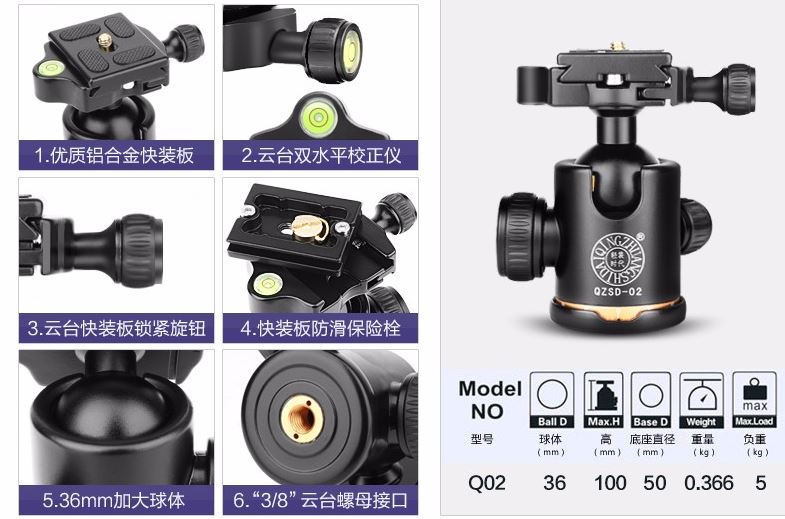 1.优质铝合金快装板
2.云台双水平校正仪
3.云台快装板锁紧旋钮
4.快装板防滑保险栓
5.36mm加大球体
6.“3/8”云台螺母接口
QINGZHUANGSHIDAI®
轻装
时代
QZSD-02
Model NO
型号
Ball D
球体
(mm)
Max.H
高
(mm)
Base D
底座直径
(mm)
Weight
重量
(kg)
max
Max.Load
负重
(kg)
Q02 36 100 50 0.366 5